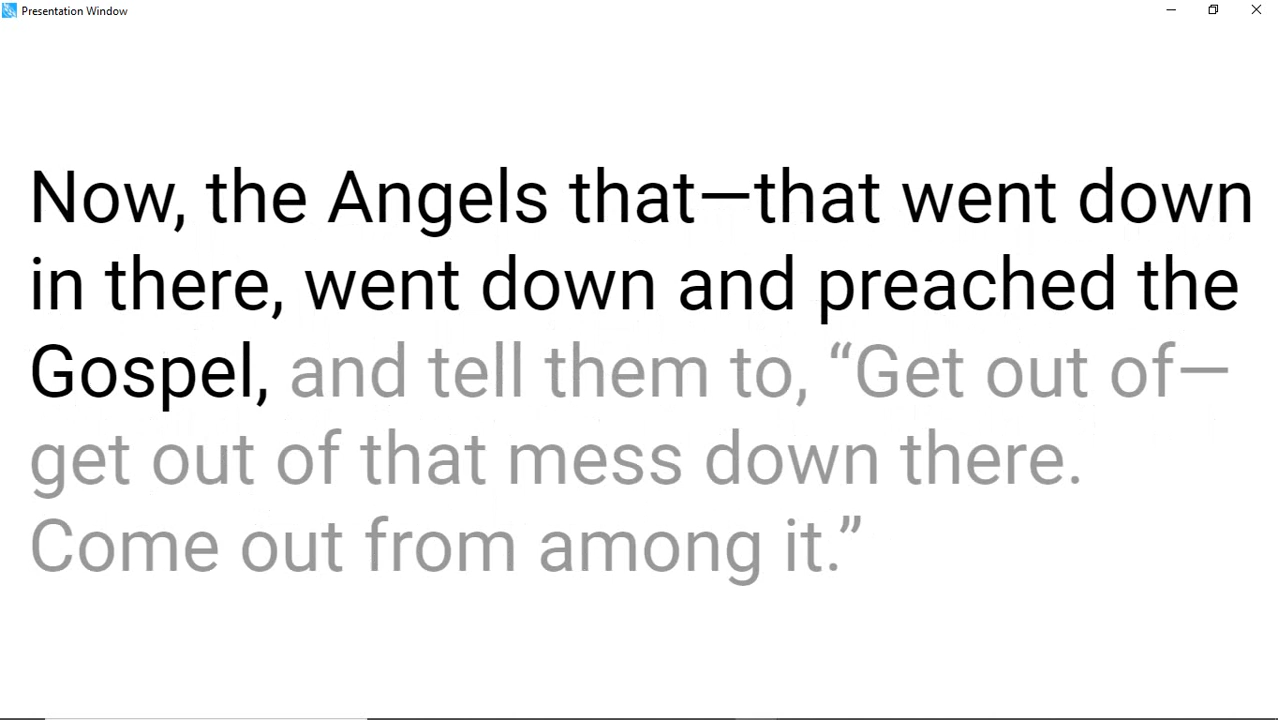 Presentation Window
Now, the Angels that—that went down
in there, went down and preached the
Gospel, and tell them to, “Get out of—
get out of that mess down there.
Come out from among it.”